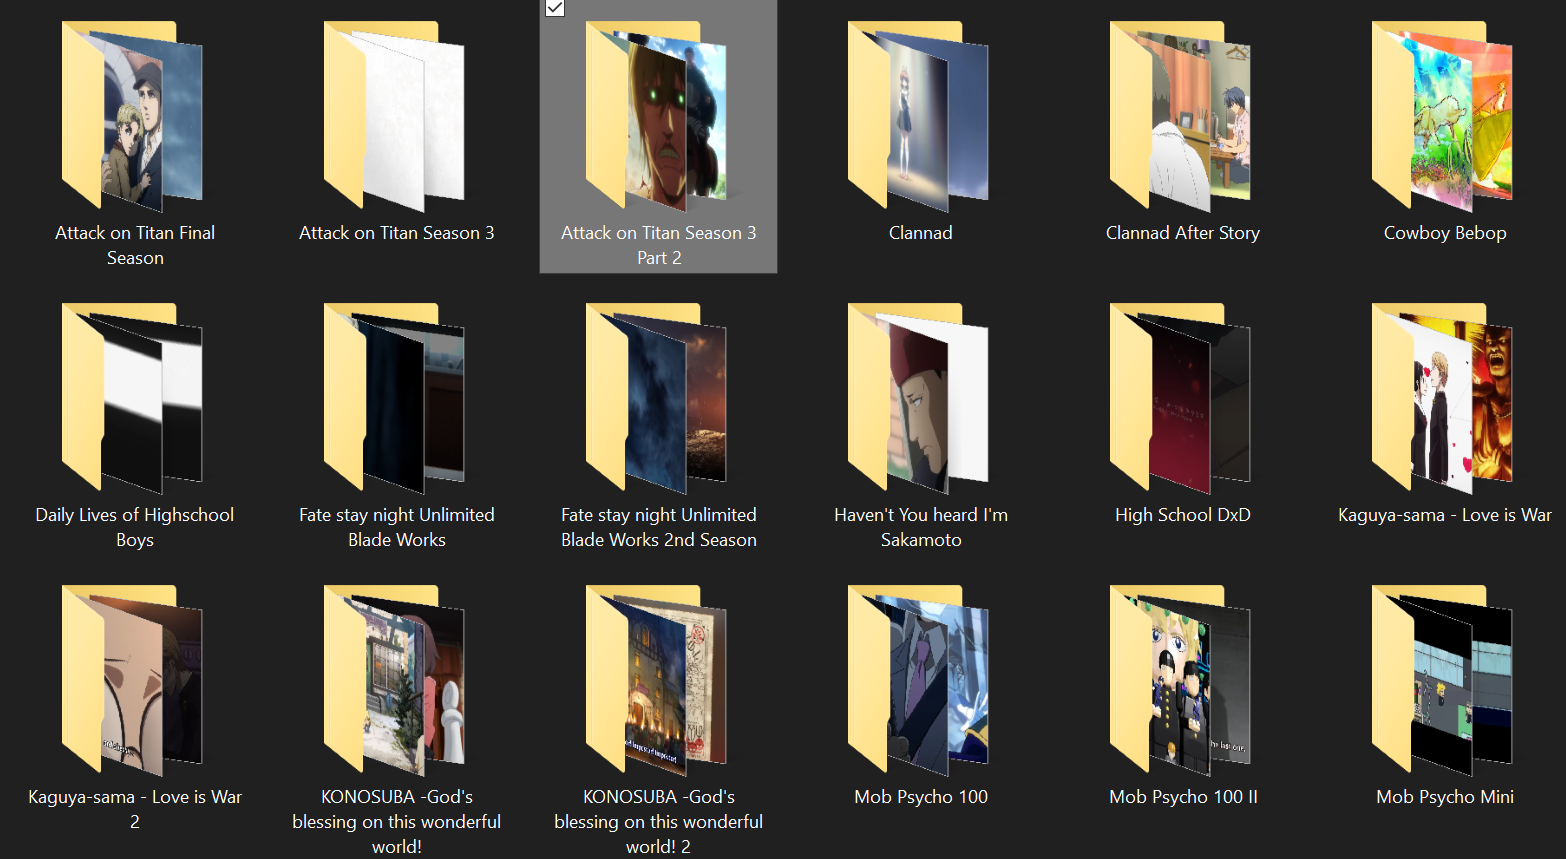 Attack on Titan Final
Season
Attack on Titan Season 3
Attack on Titan Season 3
Part 2
Clannad
Clannad After Story
Cowboy Bebop
Daily Lives of Highschool
Boys
Fate stay night Unlimited
Blade Works
Fate stay night Unlimited
Blade Works 2nd Season
Haven't You heard I'm
Sakamoto
High School DxD
Kaguya-sama - Love is War
Kaguya-sama - Love is War
2
KONOSUBA -God's
blessing on this wonderful
world!
KONOSUBA -God's
blessing on this wonderful
world! 2
Mob Psycho 100
the last one.
Mob Psycho 100 II
Mob Psycho Mini